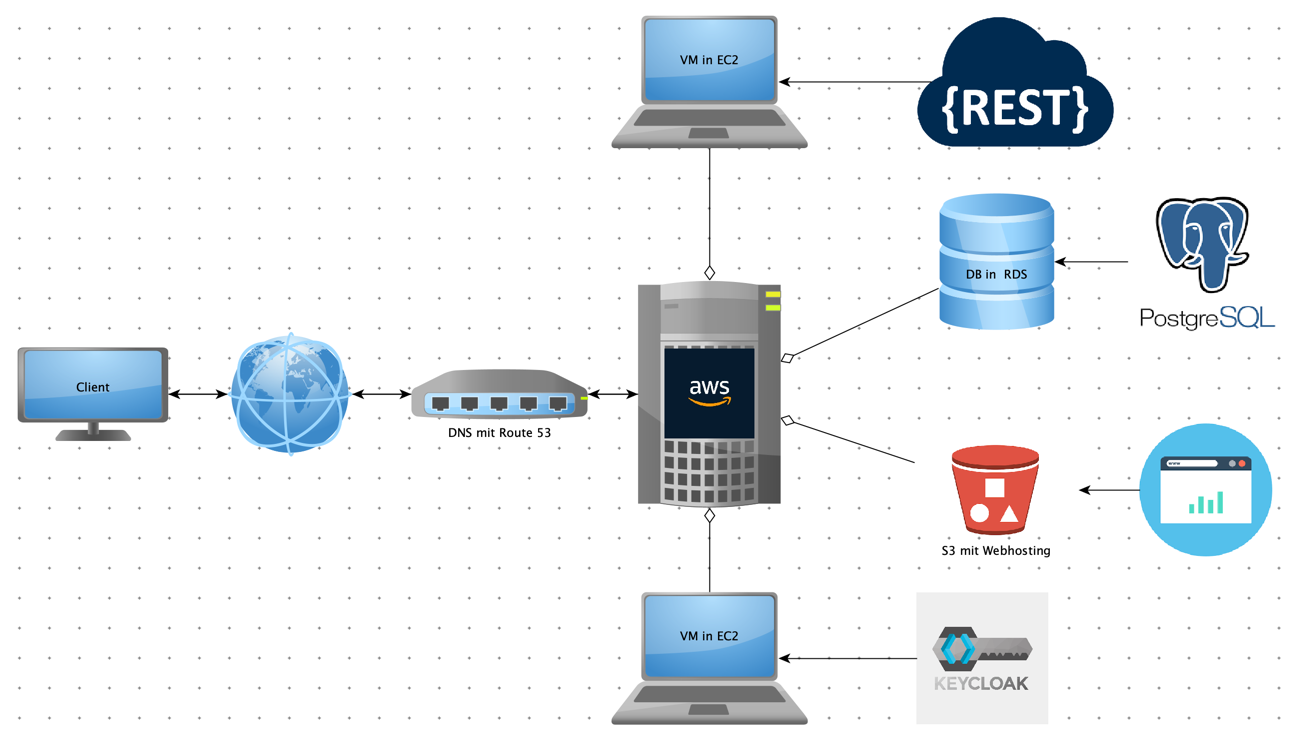 VM in EC2
{REST}
DB in RDS
PostgreSQL
Client
DNS mit Route 53
aws
www
S3 mit Webhosting
VM in EC2
KEYCLOAK